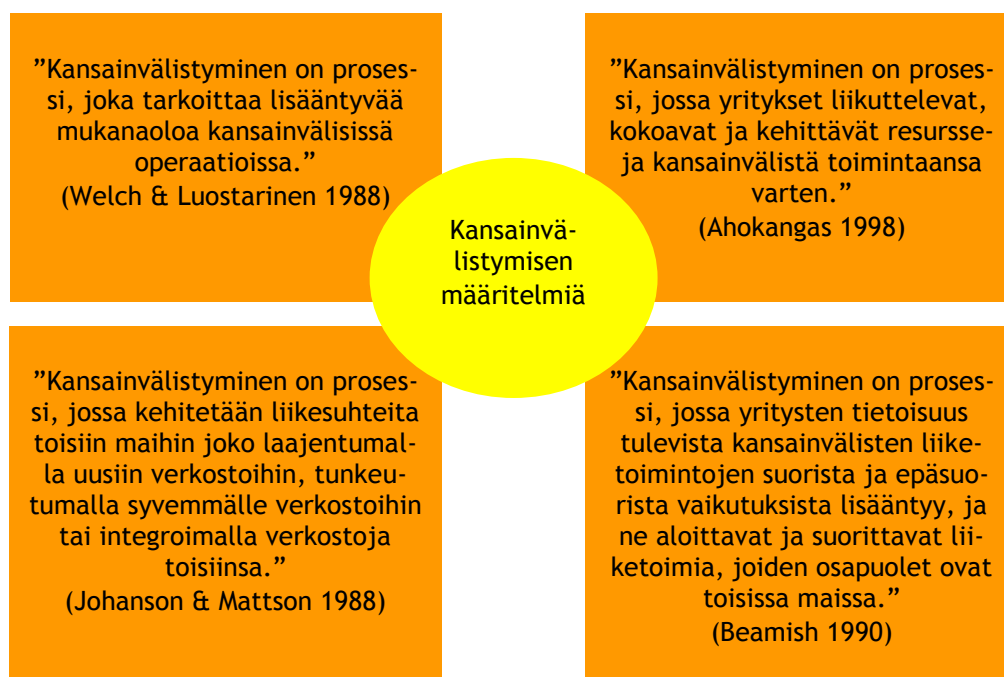 ”Kansainvälistyminen on proses-
si, joka tarkoittaa lisääntyvää
mukanaoloa kansainvälisissä
operaatioissa.”
(Welch & Luostarinen 1988)
”Kansainvälistyminen on proses-
si, jossa yritykset liikuttelevat,
kokoavat ja kehittävät resursse-
ja kansainvälistä toimintaansa
varten.”
(Ahokangas 1998)
Kansainvä-
listymisen
määritelmiä
”Kansainvälistyminen on proses-
si, jossa kehitetään liikesuhteita
toisiin maihin joko laajentumal-
la uusiin verkostoihin, tunkeu-
tumalla syvemmälle verkostoihin
tai integroimalla verkostoja
toisiinsa.”
(Johanson & Mattson 1988)
”Kansainvälistyminen on proses-
si, jossa yritysten tietoisuus
tulevista kansainvälisten liike-
toimintojen suorista ja epäsuo-
rista vaikutuksista lisääntyy, ja
ne aloittavat ja suorittavat lii-
ketoimia, joiden osapuolet ovat
toisissa maissa.”
(Beamish 1990)